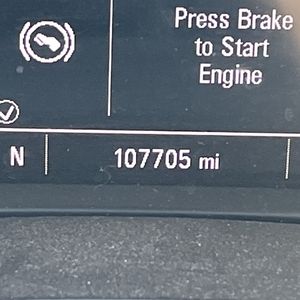 Press Brake
to Start
Engine
N
107705 mi